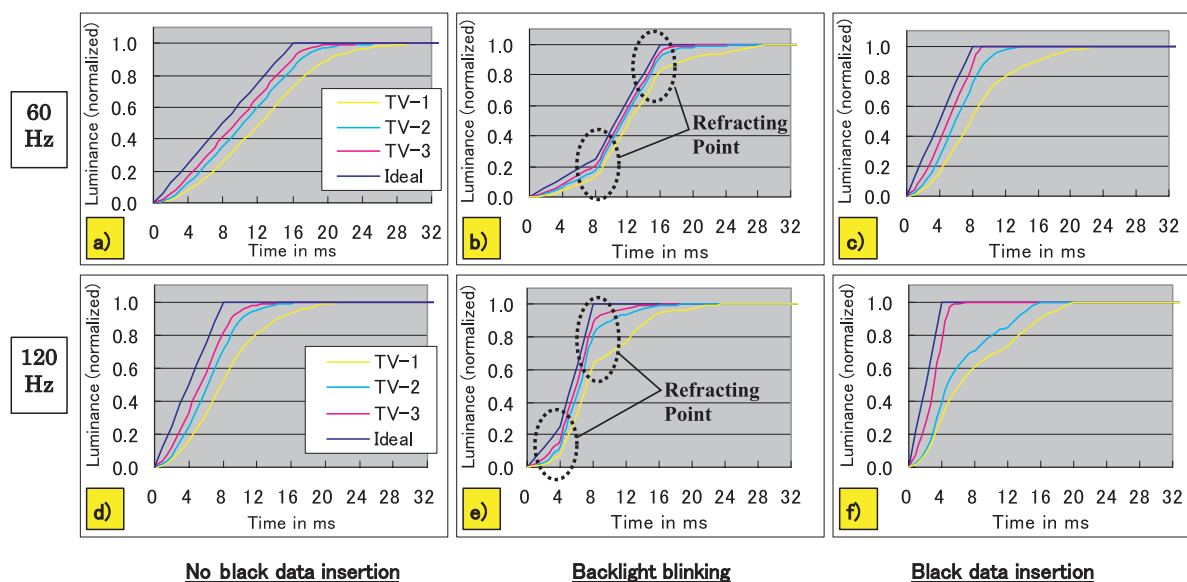 60
Hz
Luminance (normalized)
1.0
0.8
0.6
0.4
0.2
0.0
TV-1
TV-2
TV-3
Ideal
0 4 8 12 16 20 24 28 32
Time in ms
a)
Luminance (normalized)
1.0
0.8
0.6
0.4
0.2
0.0
Refracting
Point
0 4 8 12 16 20 24 28 32
Time in ms
b)
Luminance (normalized)
1.0
0.8
0.6
0.4
0.2
0.0
0 4 8 12 16 20 24 28 32
Time in ms
c)
120
Hz
Luminance (normalized)
1.0
0.8
0.6
0.4
0.2
0.0
TV-1
TV-2
TV-3
Ideal
0 4 8 12 16 20 24 28 32
Time in ms
d)
Luminance (normalized)
1.0
0.8
0.6
0.4
0.2
0.0
Refracting
Point
0 4 8 12 16 20 24 28 32
Time in ms
e)
Luminance (normalized)
1.0
0.8
0.6
0.4
0.2
0.0
0 4 8 12 16 20 24 28 32
Time in ms
f)
No black data insertion
Backlight blinking
Black data insertion